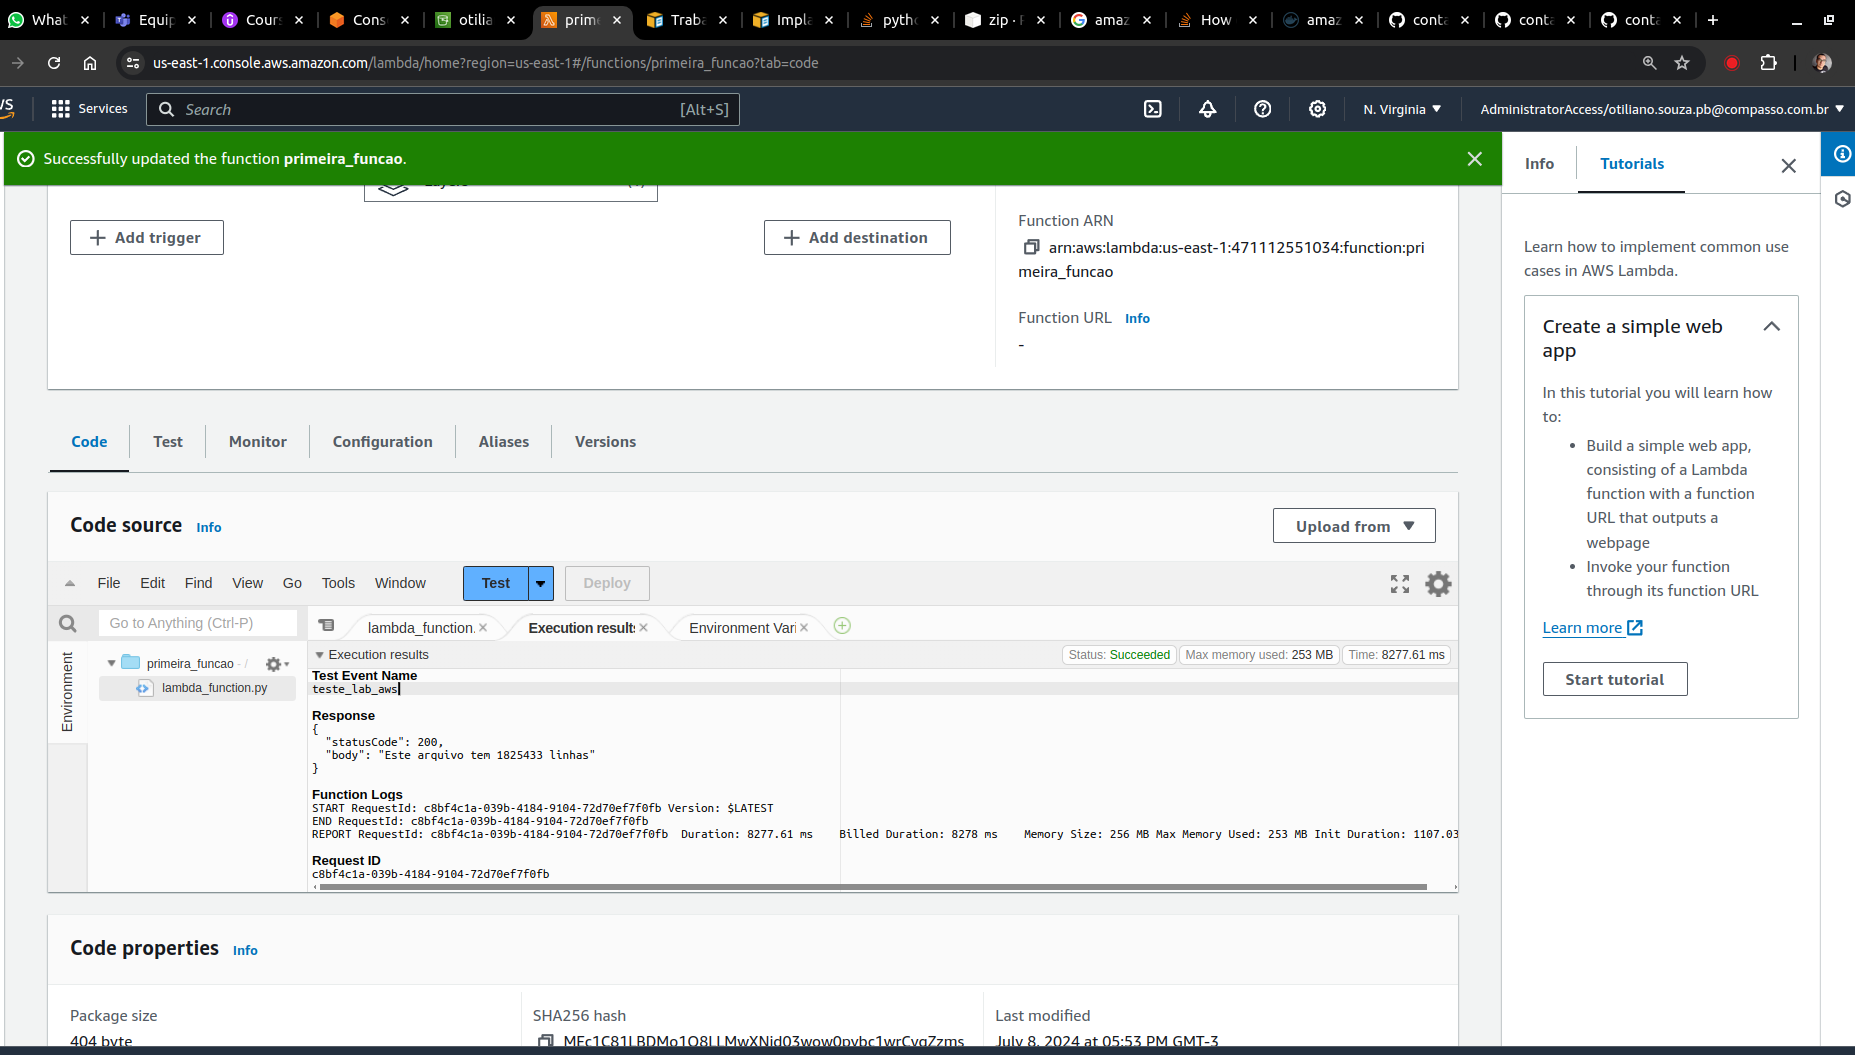 What
Equip
Cours
Cons
otilia
prime
Traba
Impla
pyth
zip · F
amaz
How
amaz
conta
conta
conta
us-east-1.console.aws.amazon.com/lambda/home?region=us-east-1#/functions/primeira_funcao?tab=code
Services
Search
[Alt+S]
N. Virginia
AdministratorAccess/otiliano.souza.pb@compasso.com.br
Successfully updated the function primeira_funcao.
Info
Tutorials
Add trigger
Add destination
Function ARN
arn:aws:lambda:us-east-1:471112551034:function:pri
meira_funcao
Function URL Info
-
Learn how to implement common use
cases in AWS Lambda.
Create a simple web
app
In this tutorial you will learn how
to:
• Build a simple web app,
consisting of a Lambda
function with a function
URL that outputs a
webpage
• Invoke your function
through its function URL
Learn more
Start tutorial
Code
Test
Monitor
Configuration
Aliases
Versions
Code source Info
Upload from
File Edit Find View Go Tools Window
Test
Deploy
Go to Anything (Ctrl-P)
lambda_function.
Execution results
Environment Vari
Environment
primeira_funcao - /
lambda_function.py
Execution results
Status: Succeeded
Max memory used: 253 MB
Time: 8277.61 ms
Test Event Name
teste_lab_aws
Response
{
"statusCode": 200,
"body": "Este arquivo tem 1825433 linhas"
}
Function Logs
START RequestId: c8bf4c1a-039b-4184-9104-72d70ef7f0fb Version: $LATEST
END RequestId: c8bf4c1a-039b-4184-9104-72d70ef7f0fb
REPORT RequestId: c8bf4c1a-039b-4184-9104-72d70ef7f0fb Duration: 8277.61 ms Billed Duration: 8278 ms Memory Size: 256 MB Max Memory Used: 253 MB Init Duration: 1107.03
Request ID
c8bf4c1a-039b-4184-9104-72d70ef7f0fb
Code properties Info
Package size
404 byte
SHA256 hash
Last modified
July 8, 2024 at 05:53 PM GMT-3